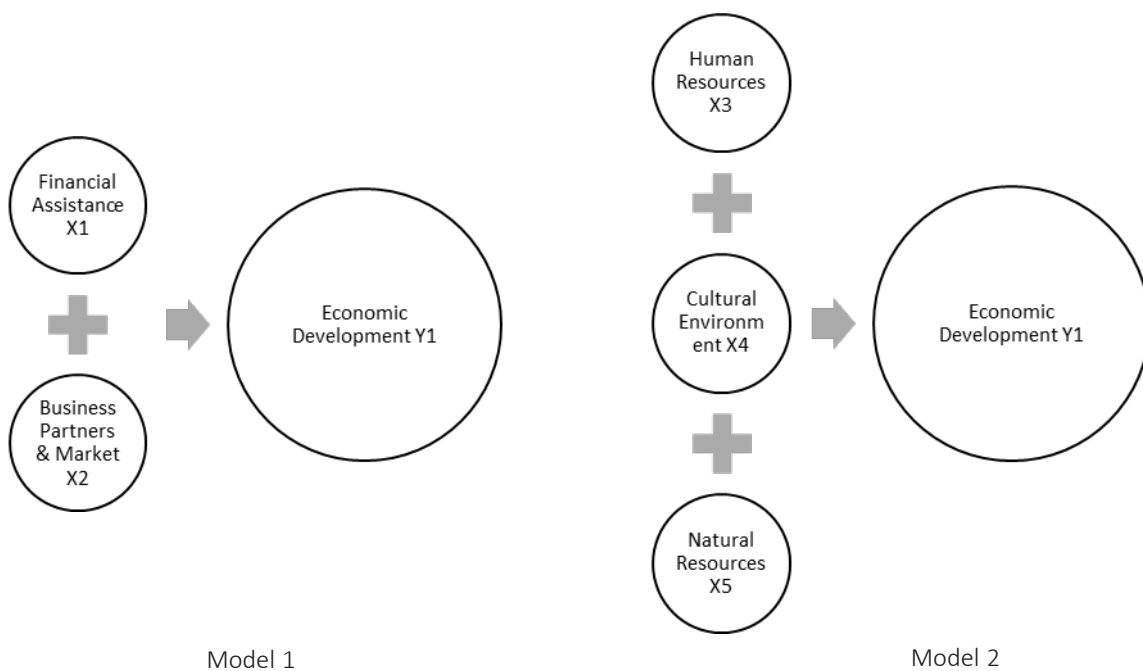 Financial
Assistance
X1
Business
Partners
& Market
X2
Economic
Development Y1
Model 1
Human
Resources
X3
Cultural
Environm
ent X4
Natural
Resources
X5
Economic
Development Y1
Model 2